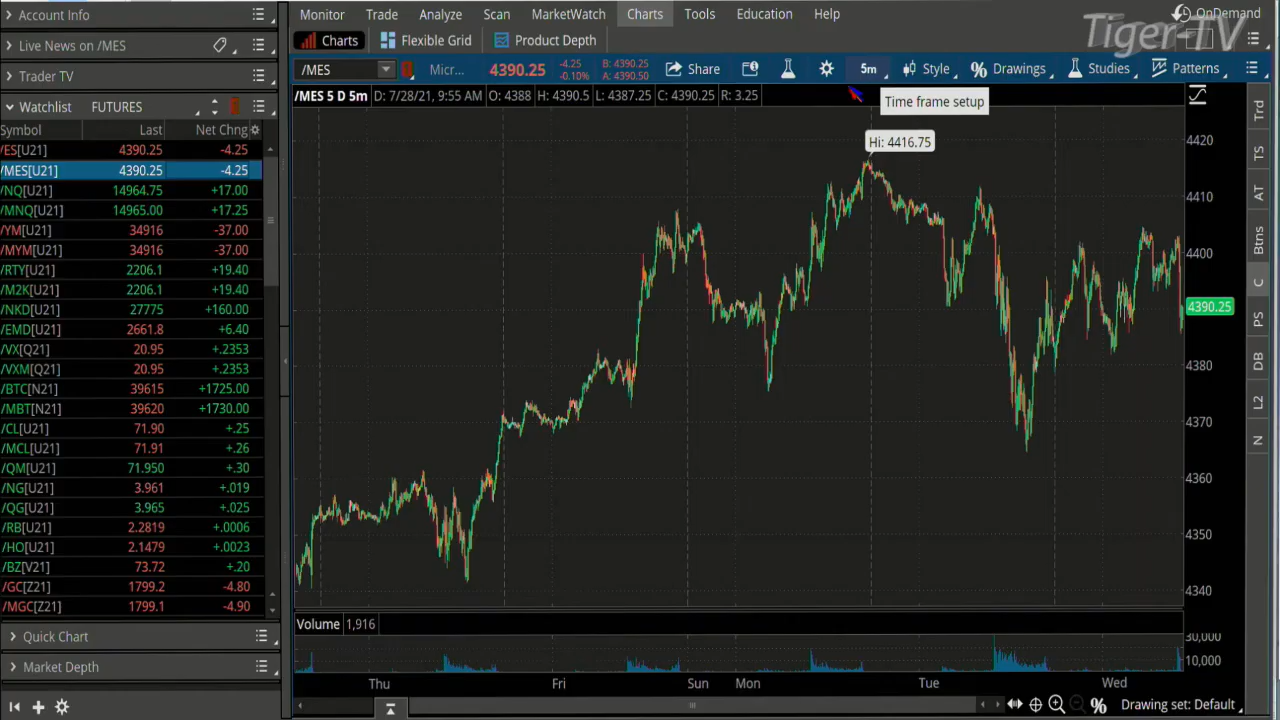 Account Info
Live News on /MES
Trader TV
Watchlist FUTURES
Symbol Last Net Chng
/ES[U21] 4390.25 -4.25
/MES[U21] 4390.25 -4.25
/NQ[U21] 14964.75 +17.00
/MNQ[U21] 14965.00 +17.25
/YM[U21] 34916 -37.00
/MYM[U21] 34916 -37.00
/RTY[U21] 2206.1 +19.40
/M2K[U21] 2206.1 +19.40
/NKD[U21] 27775 +160.00
/EMD[U21] 2661.8 +6.40
/VX[Q21] 20.95 +.2353
/VXM[Q21] 20.95 +.2353
/BTC[N21] 39615 +1725.00
/MBT[N21] 39620 +1730.00
/CL[U21] 71.90 +.25
/MCL[U21] 71.91 +.26
/QM[U21] 71.950 +.30
/NG[U21] 3.961 +.019
/QG[U21] 3.965 +.025
/RB[U21] 2.2819 +.0006
/HO[U21] 2.1479 +.0023
/BZ[V21] 73.72 +.20
/GC[Z21] 1799.2 -4.80
/MGC[Z21] 1799.1 -4.90
Quick Chart
Market Depth
Monitor Trade Analyze Scan MarketWatch Charts Tools Education Help
OnDemand
Tiger-TV
Charts Flexible Grid Product Depth
/MES Micr... 4390.25 -4.25 -0.10% B: 4390.25 A: 4390.50 Share 5m Style % Drawings Studies Patterns
/MES 5 D 5m D: 7/28/21, 9:55 AM O: 4388 H: 4390.5 L: 4387.25 C: 4390.25 R: 3.25
Time frame setup
Hi: 4416.75
4420
4410
4400
4390.25
4380
4370
4360
4350
4340
Volume 1,916
30,000
10,000
Thu Fri Sun Mon Tue Wed
% Drawing set: Default
Trd
TS
AT
Btns
C
PS
DB
L2
N